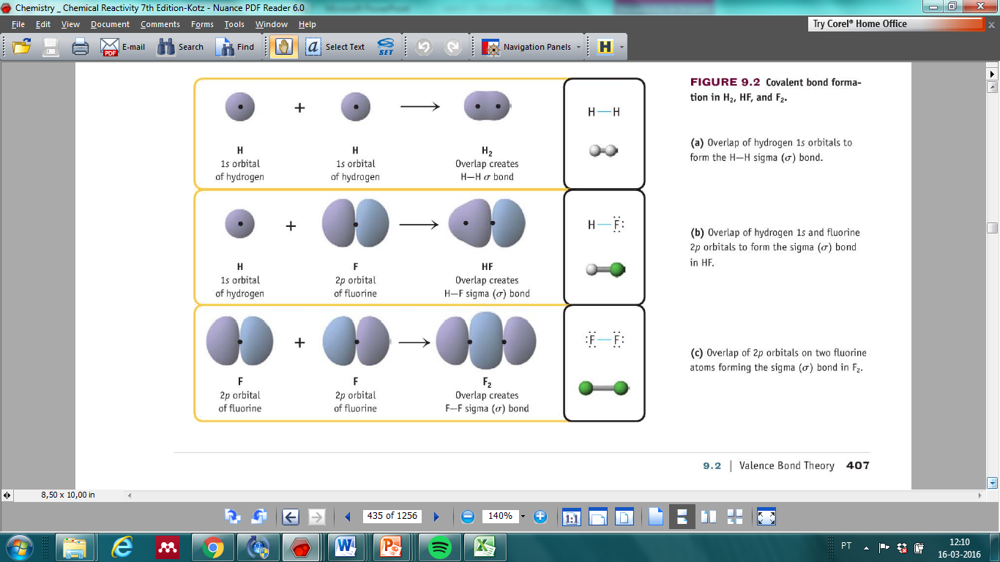 Chemistry _ Chemical Reactivity 7th Edition-Kotz - Nuance PDF Reader 6.0
File Edit View Document Comments Forms Tools Window Help
Try Corel® Home Office
PDF E-mail Search Find a Select Text SET Navigation Panels H
FIGURE 9.2 Covalent bond forma-
tion in H₂, HF, and F₂.
(a) Overlap of hydrogen 1s orbitals to
form the H—H sigma (σ) bond.
+
H
1s orbital
of hydrogen
H
1s orbital
of hydrogen
H₂
Overlap creates
H—H σ bond
H—H
(b) Overlap of hydrogen 1s and fluorine
2p orbitals to form the sigma (σ) bond
in HF.
+
H
1s orbital
of hydrogen
F
2p orbital
of fluorine
HF
Overlap creates
H—F sigma (σ) bond
H—F
(c) Overlap of 2p orbitals on two fluorine
atoms forming the sigma (σ) bond in F₂.
+
F
2p orbital
of fluorine
F
2p orbital
of fluorine
F₂
Overlap creates
F—F sigma (σ) bond
F—F
9.2 | Valence Bond Theory 407
8,50 x 10,00 in
435 of 1256 140% 1:1
PT 12:10
16-03-2016